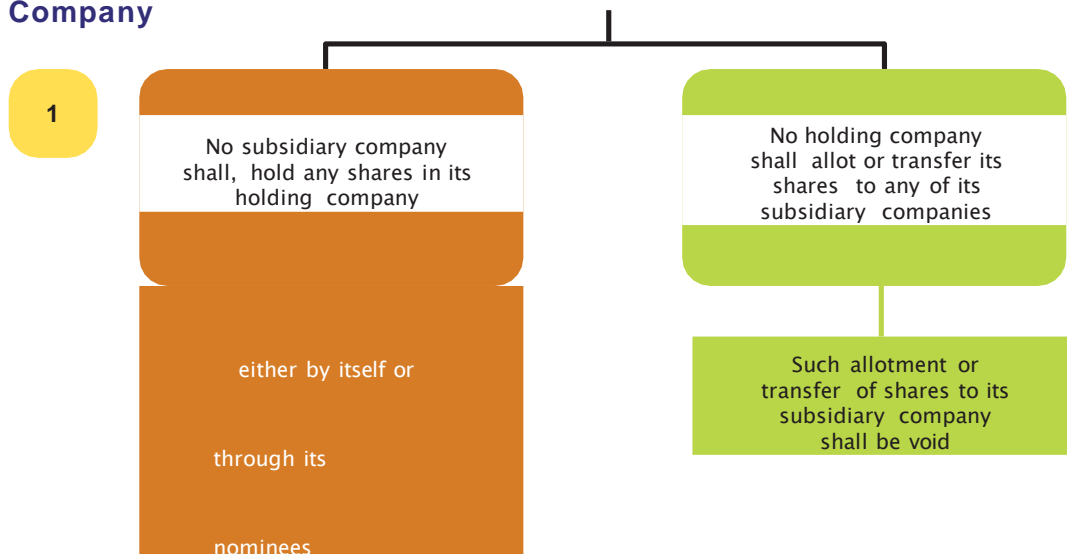 Company
1
No subsidiary company
shall, hold any shares in its
holding company
either by itself or
through its
nominees
No holding company
shall allot or transfer its
shares to any of its
subsidiary companies
Such allotment or
transfer of shares to its
subsidiary company
shall be void